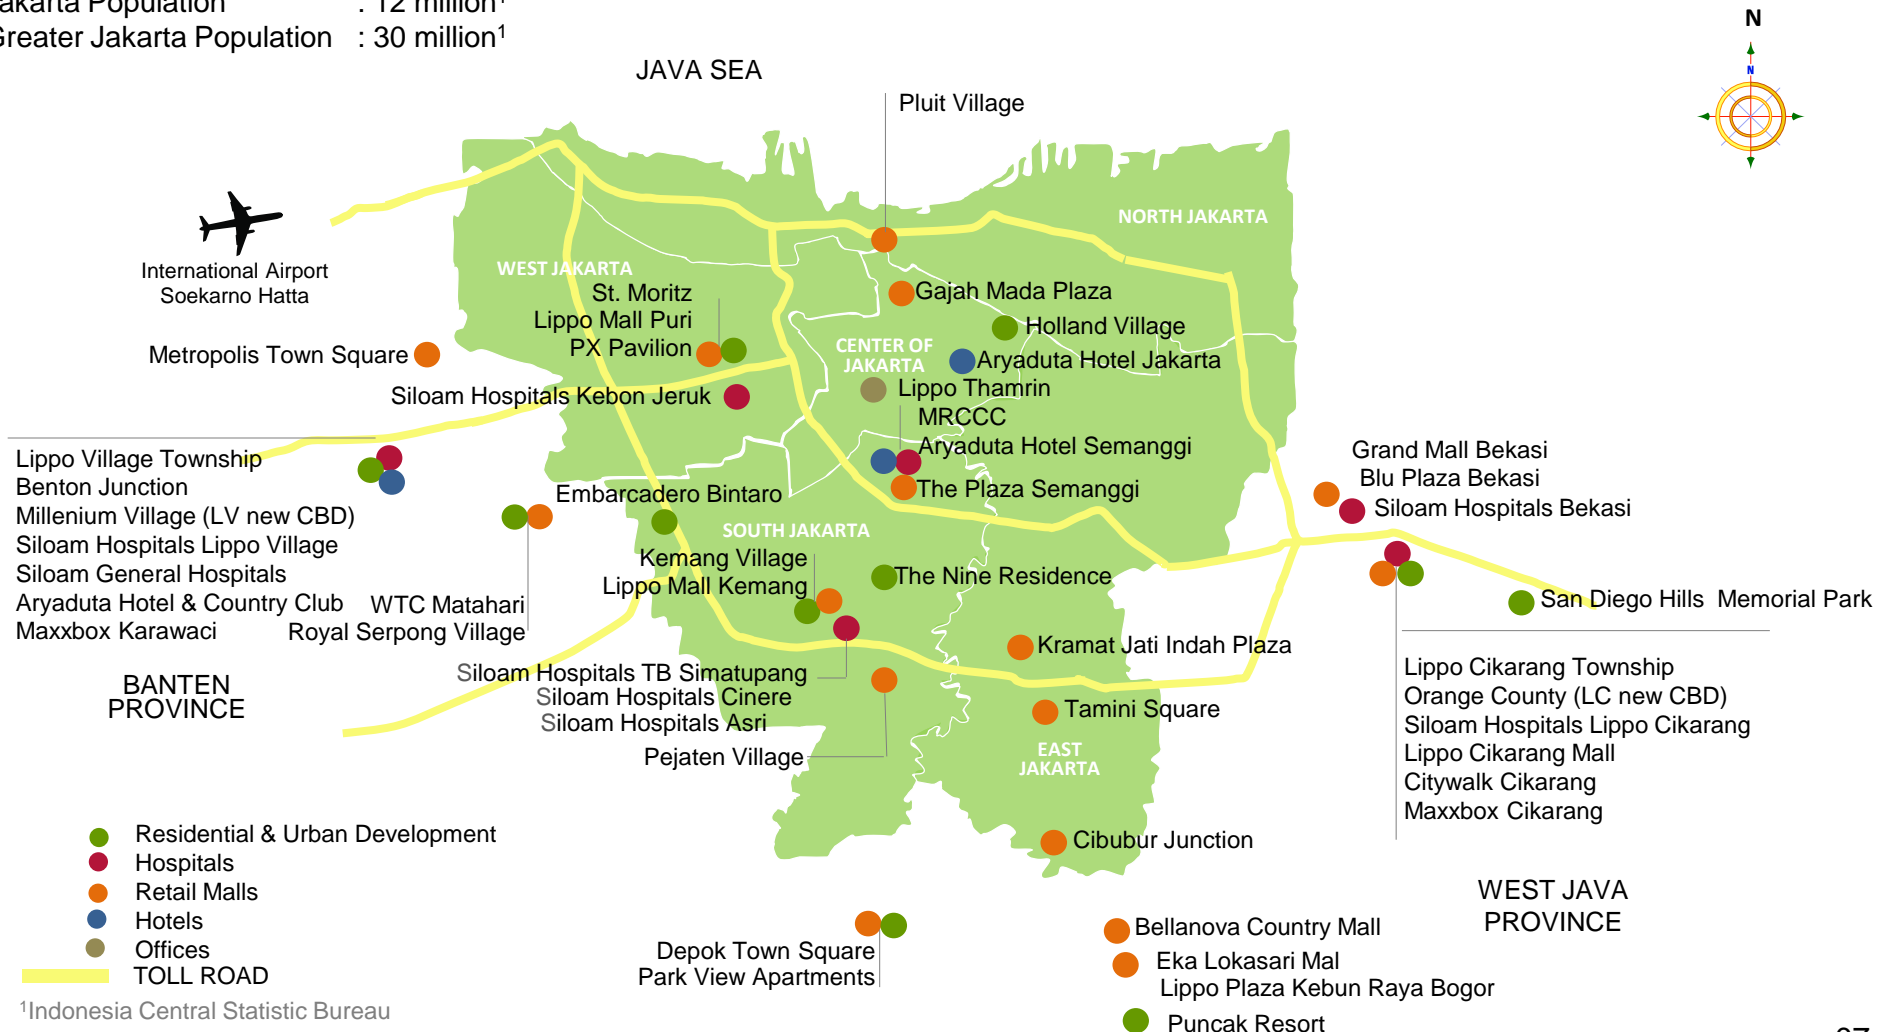 Jakarta Population : 12 million¹
Greater Jakarta Population : 30 million¹
N
N
JAVA SEA
Pluit Village
NORTH JAKARTA
International Airport
Soekarno Hatta
WEST JAKARTA
St. Moritz
Lippo Mall Puri
PX Pavilion
Gajah Mada Plaza
Holland Village
CENTER OF
JAKARTA
Aryaduta Hotel Jakarta
Metropolis Town Square
Siloam Hospitals Kebon Jeruk
Lippo Thamrin
MRCCC
Aryaduta Hotel Semanggi
The Plaza Semanggi
Grand Mall Bekasi
Blu Plaza Bekasi
Siloam Hospitals Bekasi
Lippo Village Township
Benton Junction
Millenium Village (LV new CBD)
Siloam Hospitals Lippo Village
Siloam General Hospitals
Aryaduta Hotel & Country Club
Maxxbox Karawaci
Embarcadero Bintaro
SOUTH JAKARTA
Kemang Village
Lippo Mall Kemang
The Nine Residence
WTC Matahari
Royal Serpong Village
San Diego Hills Memorial Park
Kramat Jati Indah Plaza
BANTEN
PROVINCE
Siloam Hospitals TB Simatupang
Siloam Hospitals Cinere
Siloam Hospitals Asri
Pejaten Village
Tamini Square
EAST
JAKARTA
Lippo Cikarang Township
Orange County (LC new CBD)
Siloam Hospitals Lippo Cikarang
Lippo Cikarang Mall
Citywalk Cikarang
Maxxbox Cikarang
Cibubur Junction
WEST JAVA
PROVINCE
Residential & Urban Development
Hospitals
Retail Malls
Hotels
Offices
TOLL ROAD
Depok Town Square
Park View Apartments
Bellanova Country Mall
Eka Lokasari Mal
Lippo Plaza Kebun Raya Bogor
Puncak Resort
¹Indonesia Central Statistic Bureau